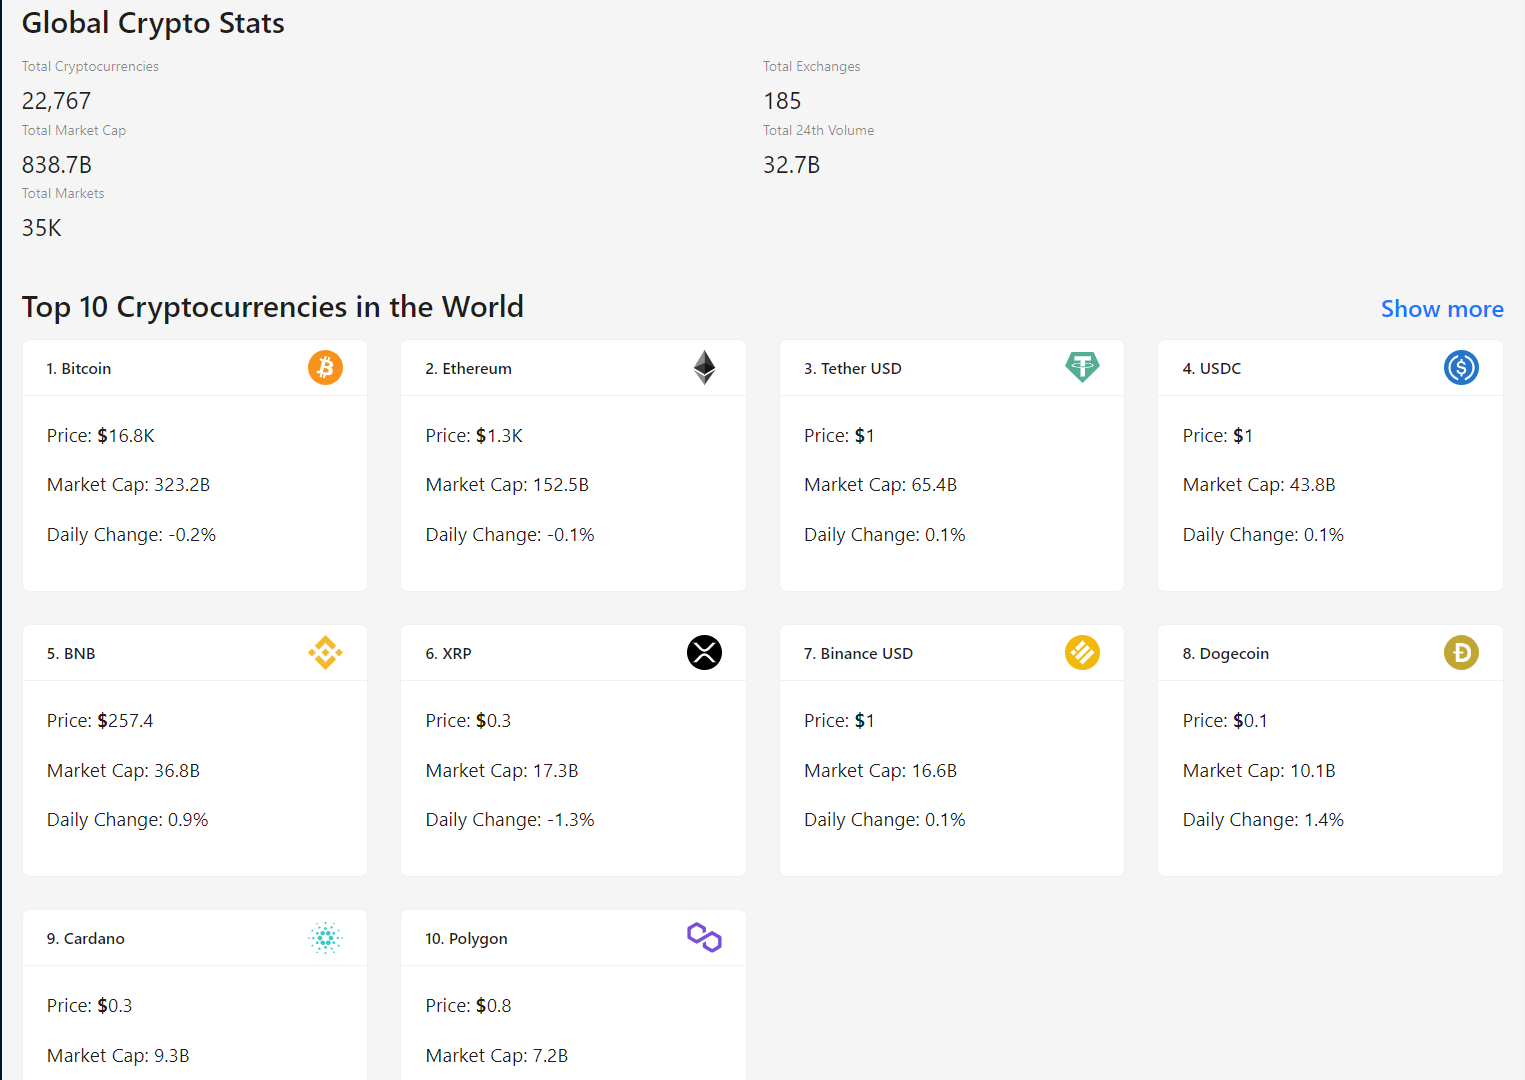 Global Crypto Stats
Total Cryptocurrencies
22,767
Total Exchanges
185
Total Market Cap
838.7B
Total 24th Volume
32.7B
Total Markets
35K
Top 10 Cryptocurrencies in the World
Show more
1. Bitcoin
Price: $16.8K
Market Cap: 323.2B
Daily Change: -0.2%
2. Ethereum
Price: $1.3K
Market Cap: 152.5B
Daily Change: -0.1%
3. Tether USD
Price: $1
Market Cap: 65.4B
Daily Change: 0.1%
4. USDC
Price: $1
Market Cap: 43.8B
Daily Change: 0.1%
5. BNB
Price: $257.4
Market Cap: 36.8B
Daily Change: 0.9%
6. XRP
Price: $0.3
Market Cap: 17.3B
Daily Change: -1.3%
7. Binance USD
Price: $1
Market Cap: 16.6B
Daily Change: 0.1%
8. Dogecoin
Price: $0.1
Market Cap: 10.1B
Daily Change: 1.4%
9. Cardano
Price: $0.3
Market Cap: 9.3B
10. Polygon
Price: $0.8
Market Cap: 7.2B